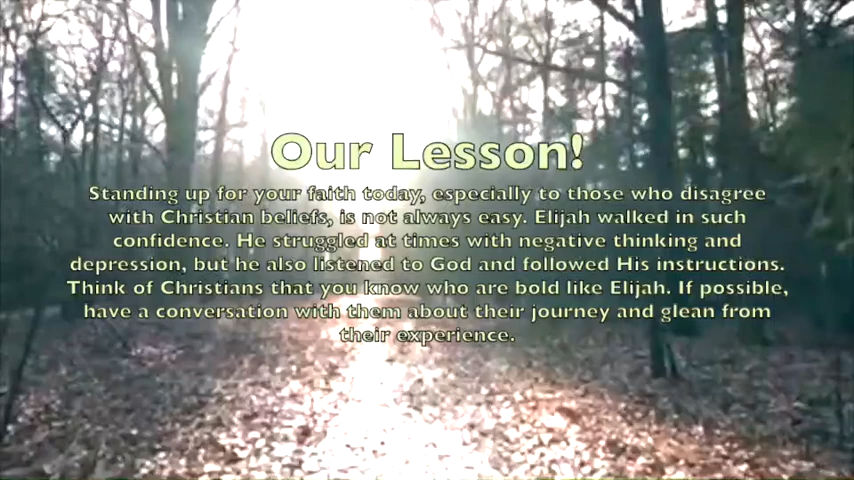 Our Lesson!
Standing up for your faith today, especially to those who disagree
with Christian beliefs, is not always easy. Elijah walked in such
confidence. He struggled at times with negative thinking and
depression, but he also listened to God and followed His instructions.
Think of Christians that you know who are bold like Elijah. If possible,
have a conversation with them about their journey and glean from
their experience.